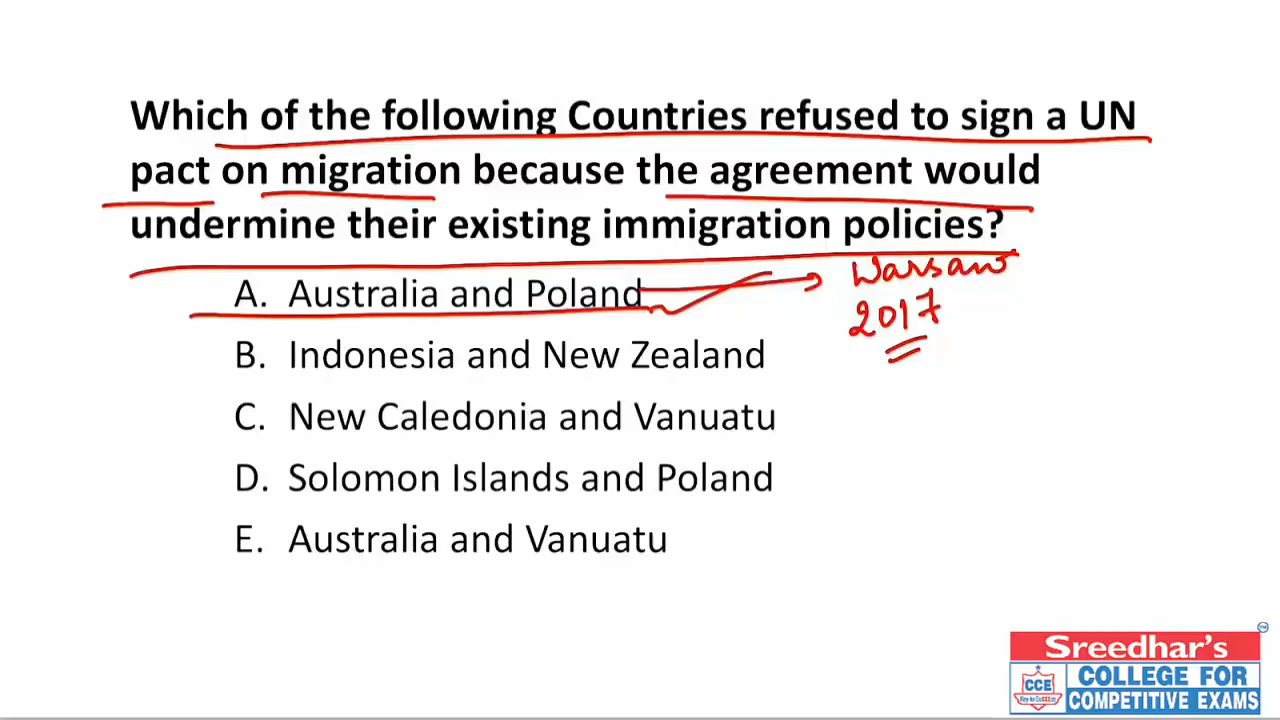 Which of the following Countries refused to sign a UN
pact on migration because the agreement would
undermine their existing immigration policies?
A. Australia and Poland
Warsaw
2017
B. Indonesia and New Zealand
C. New Caledonia and Vanuatu
D. Solomon Islands and Poland
E. Australia and Vanuatu
Sreedhar's
CCE
COLLEGE FOR
COMPETITIVE EXAMS